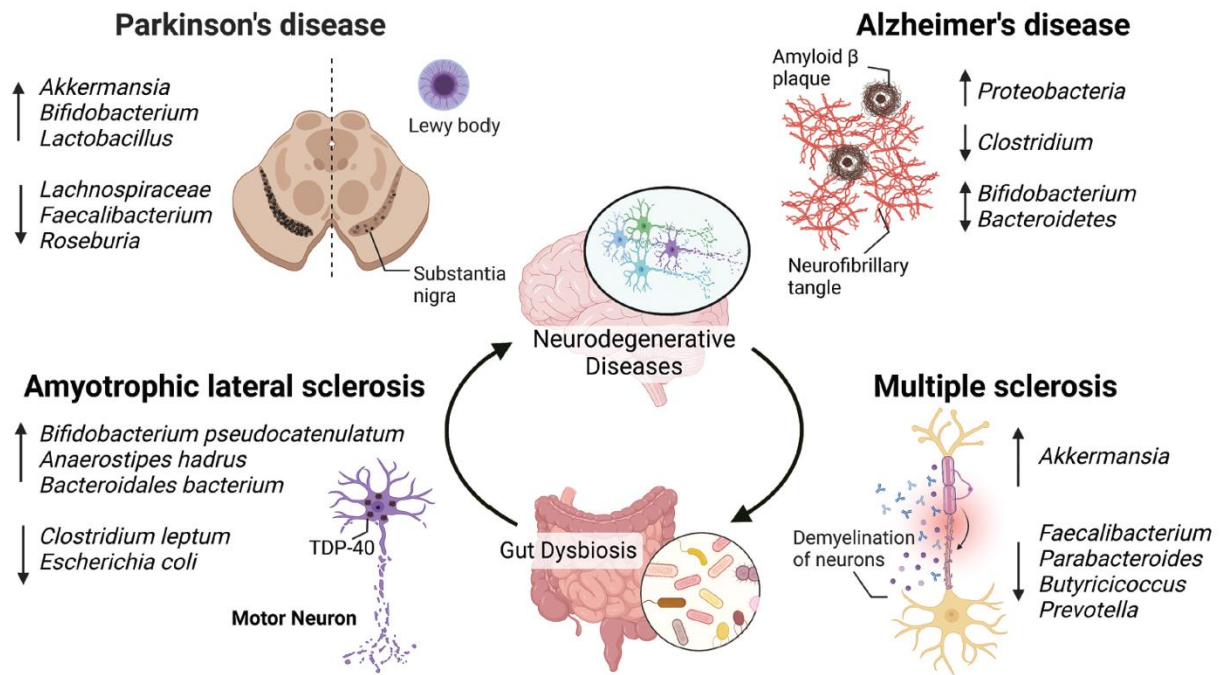 Parkinson's disease
Akkermansia
Bifidobacterium
Lactobacillus
Lachnospiraceae
Faecalibacterium
Roseburia
Lewy body
Substantia
nigra
Alzheimer's disease
Amyloid β
plaque
Neurofibrillary
tangle
Proteobacteria
Clostridium
Bifidobacterium
Bacteroidetes
Neurodegenerative
Diseases
Amyotrophic lateral sclerosis
Bifidobacterium pseudocatenulatum
Anaerostipes hadrus
Bacteroidales bacterium
Clostridium leptum
Escherichia coli
TDP-40
Motor Neuron
Gut Dysbiosis
Multiple sclerosis
Demyelination
of neurons
Akkermansia
Faecalibacterium
Parabacteroides
Butyricicoccus
Prevotella